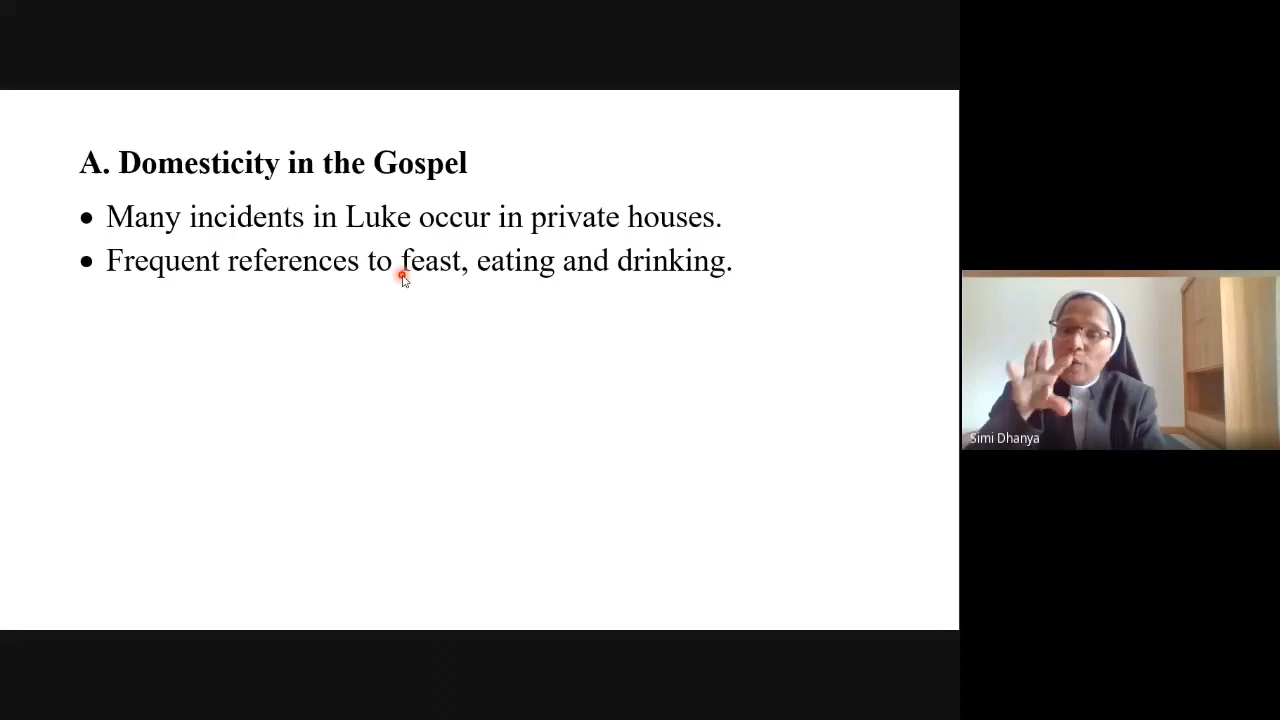 A. Domesticity in the Gospel
• Many incidents in Luke occur in private houses.
• Frequent references to feast, eating and drinking.
Simi Dhanya